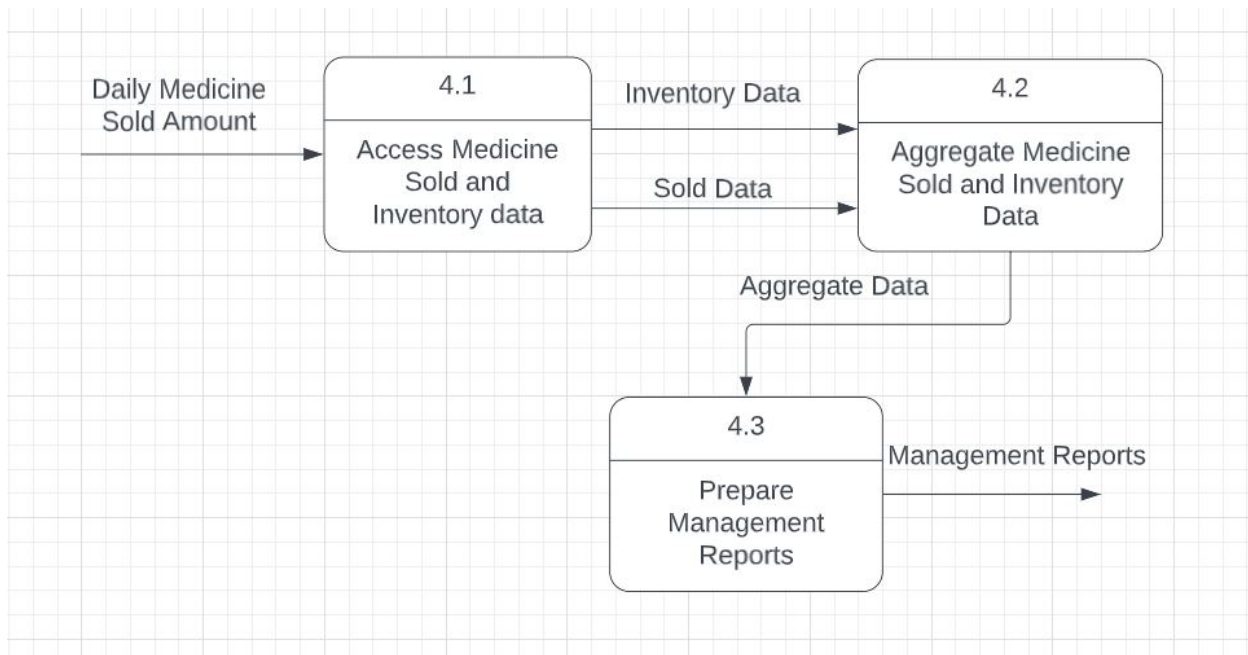 Daily Medicine
Sold Amount
4.1
Access Medicine
Sold and
Inventory data
Inventory Data
Sold Data
4.2
Aggregate Medicine
Sold and Inventory
Data
Aggregate Data
4.3
Prepare
Management
Reports
Management Reports